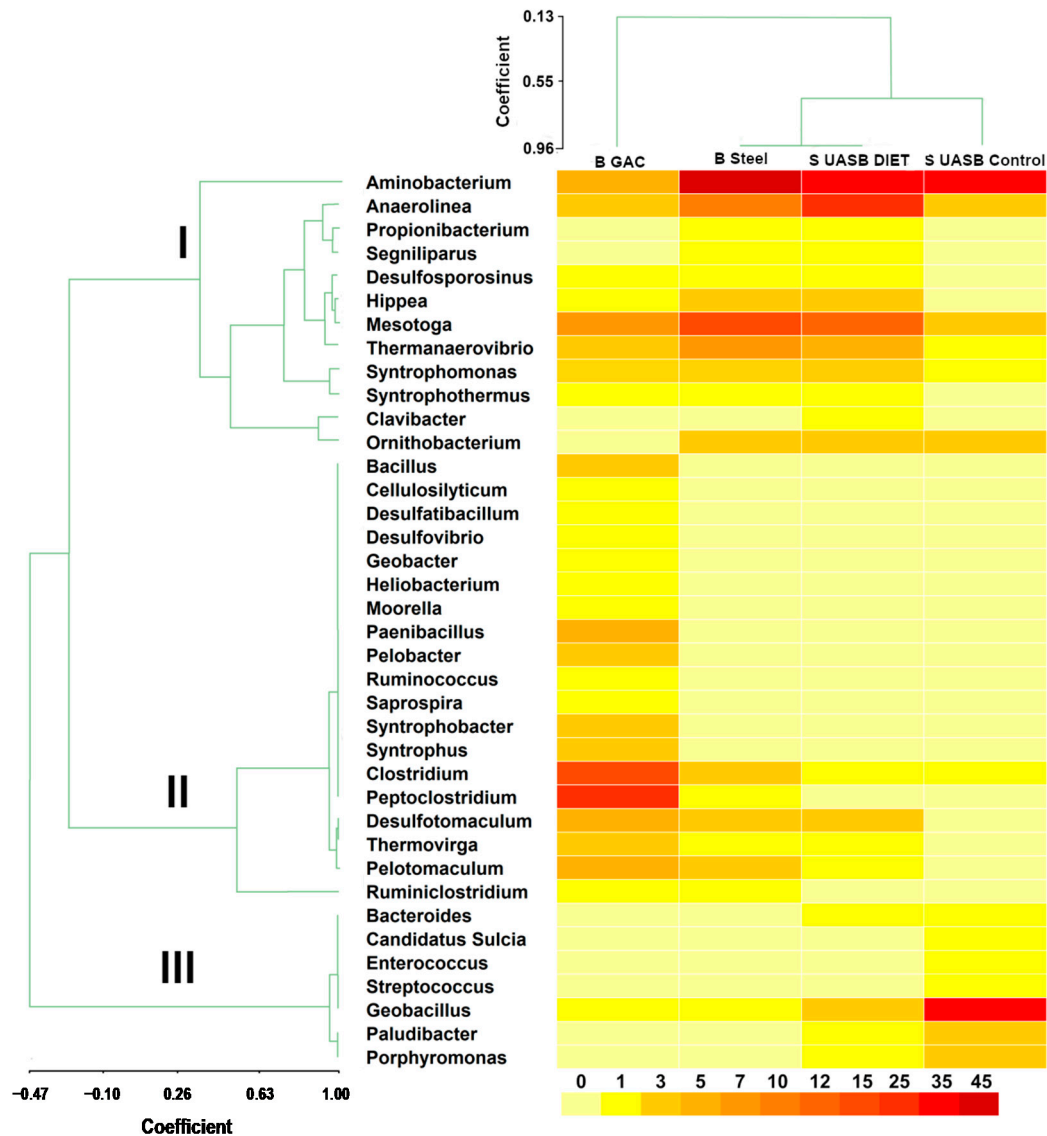 0.13
0.55
0.96
Coefficient
B GAC B Steel S UASB DIET S UASB Control
I
Aminobacterium
Anaerolinea
Propionibacterium
Segniliparus
Desulfosporosinus
Hippea
Mesotoga
Thermanaerovibrio
Syntrophomonas
Syntrophothermus
Clavibacter
Ornithobacterium
II
Bacillus
Cellulosilyticum
Desulfatibacillum
Desulfovibrio
Geobacter
Heliobacterium
Moorella
Paenibacillus
Pelobacter
Ruminococcus
Saprospira
Syntrophobacter
Syntrophus
Clostridium
Peptoclostridium
Desulfotomaculum
Thermovirga
Pelotomaculum
Ruminiclostridium
III
Bacteroides
Candidatus Sulcia
Enterococcus
Streptococcus
Geobacillus
Paludibacter
Porphyromonas
−0.47 −0.10 0.26 0.63 1.00
Coefficient
0 1 3 5 7 10 12 15 25 35 45